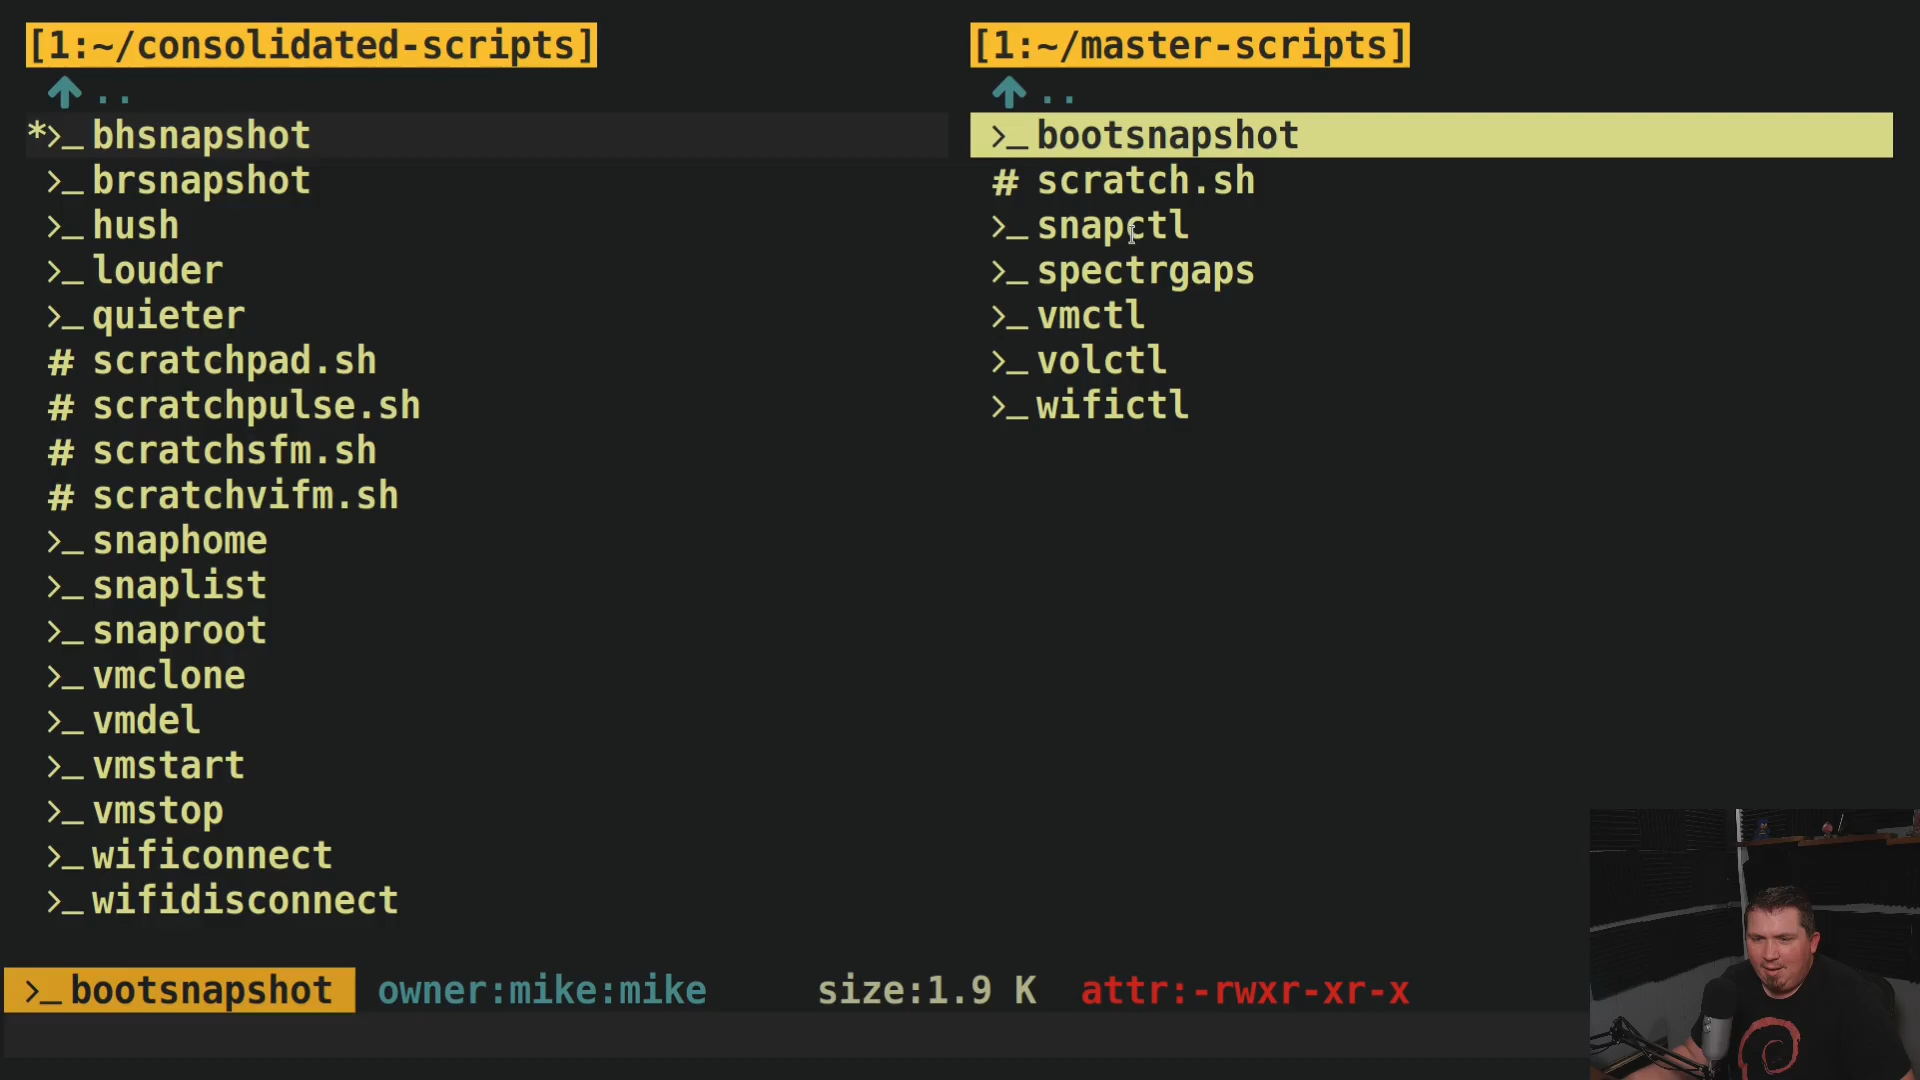 [1:~/consolidated-scripts]
..
*>_ bhsnapshot
>_ brsnapshot
>_ hush
>_ louder
>_ quieter
# scratchpad.sh
# scratchpulse.sh
# scratchsfm.sh
# scratchvifm.sh
>_ snaphome
>_ snaplist
>_ snaproot
>_ vmclone
>_ vmdel
>_ vmstart
>_ vmstop
>_ wificonnect
>_ wifidisconnect
[1:~/master-scripts]
..
>_ bootsnapshot
# scratch.sh
>_ snapctl
>_ spectrgaps
>_ vmctl
>_ volctl
>_ wifictl
>_ bootsnapshot owner:mike:mike size:1.9 K attr:-rwxr-xr-x